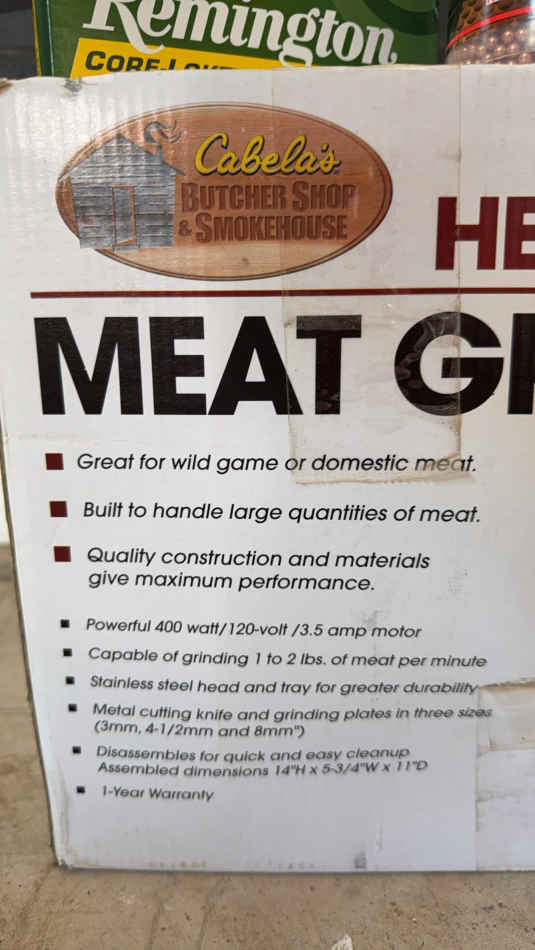 Remington
CORE-LOKT
Cabela's
BUTCHER SHOP
& SMOKEHOUSE
HE
MEAT G
Great for wild game or domestic meat.
Built to handle large quantities of meat.
Quality construction and materials
give maximum performance.
Powerful 400 watt/120-volt /3.5 amp motor
Capable of grinding 1 to 2 lbs. of meat per minute
Stainless steel head and tray for greater durability
Metal cutting knife and grinding plates in three sizes
(3mm, 4-1/2mm and 8mm")
Disassembles for quick and easy cleanup
Assembled dimensions 14"H x 5-3/4"W x 11"D
1-Year Warranty